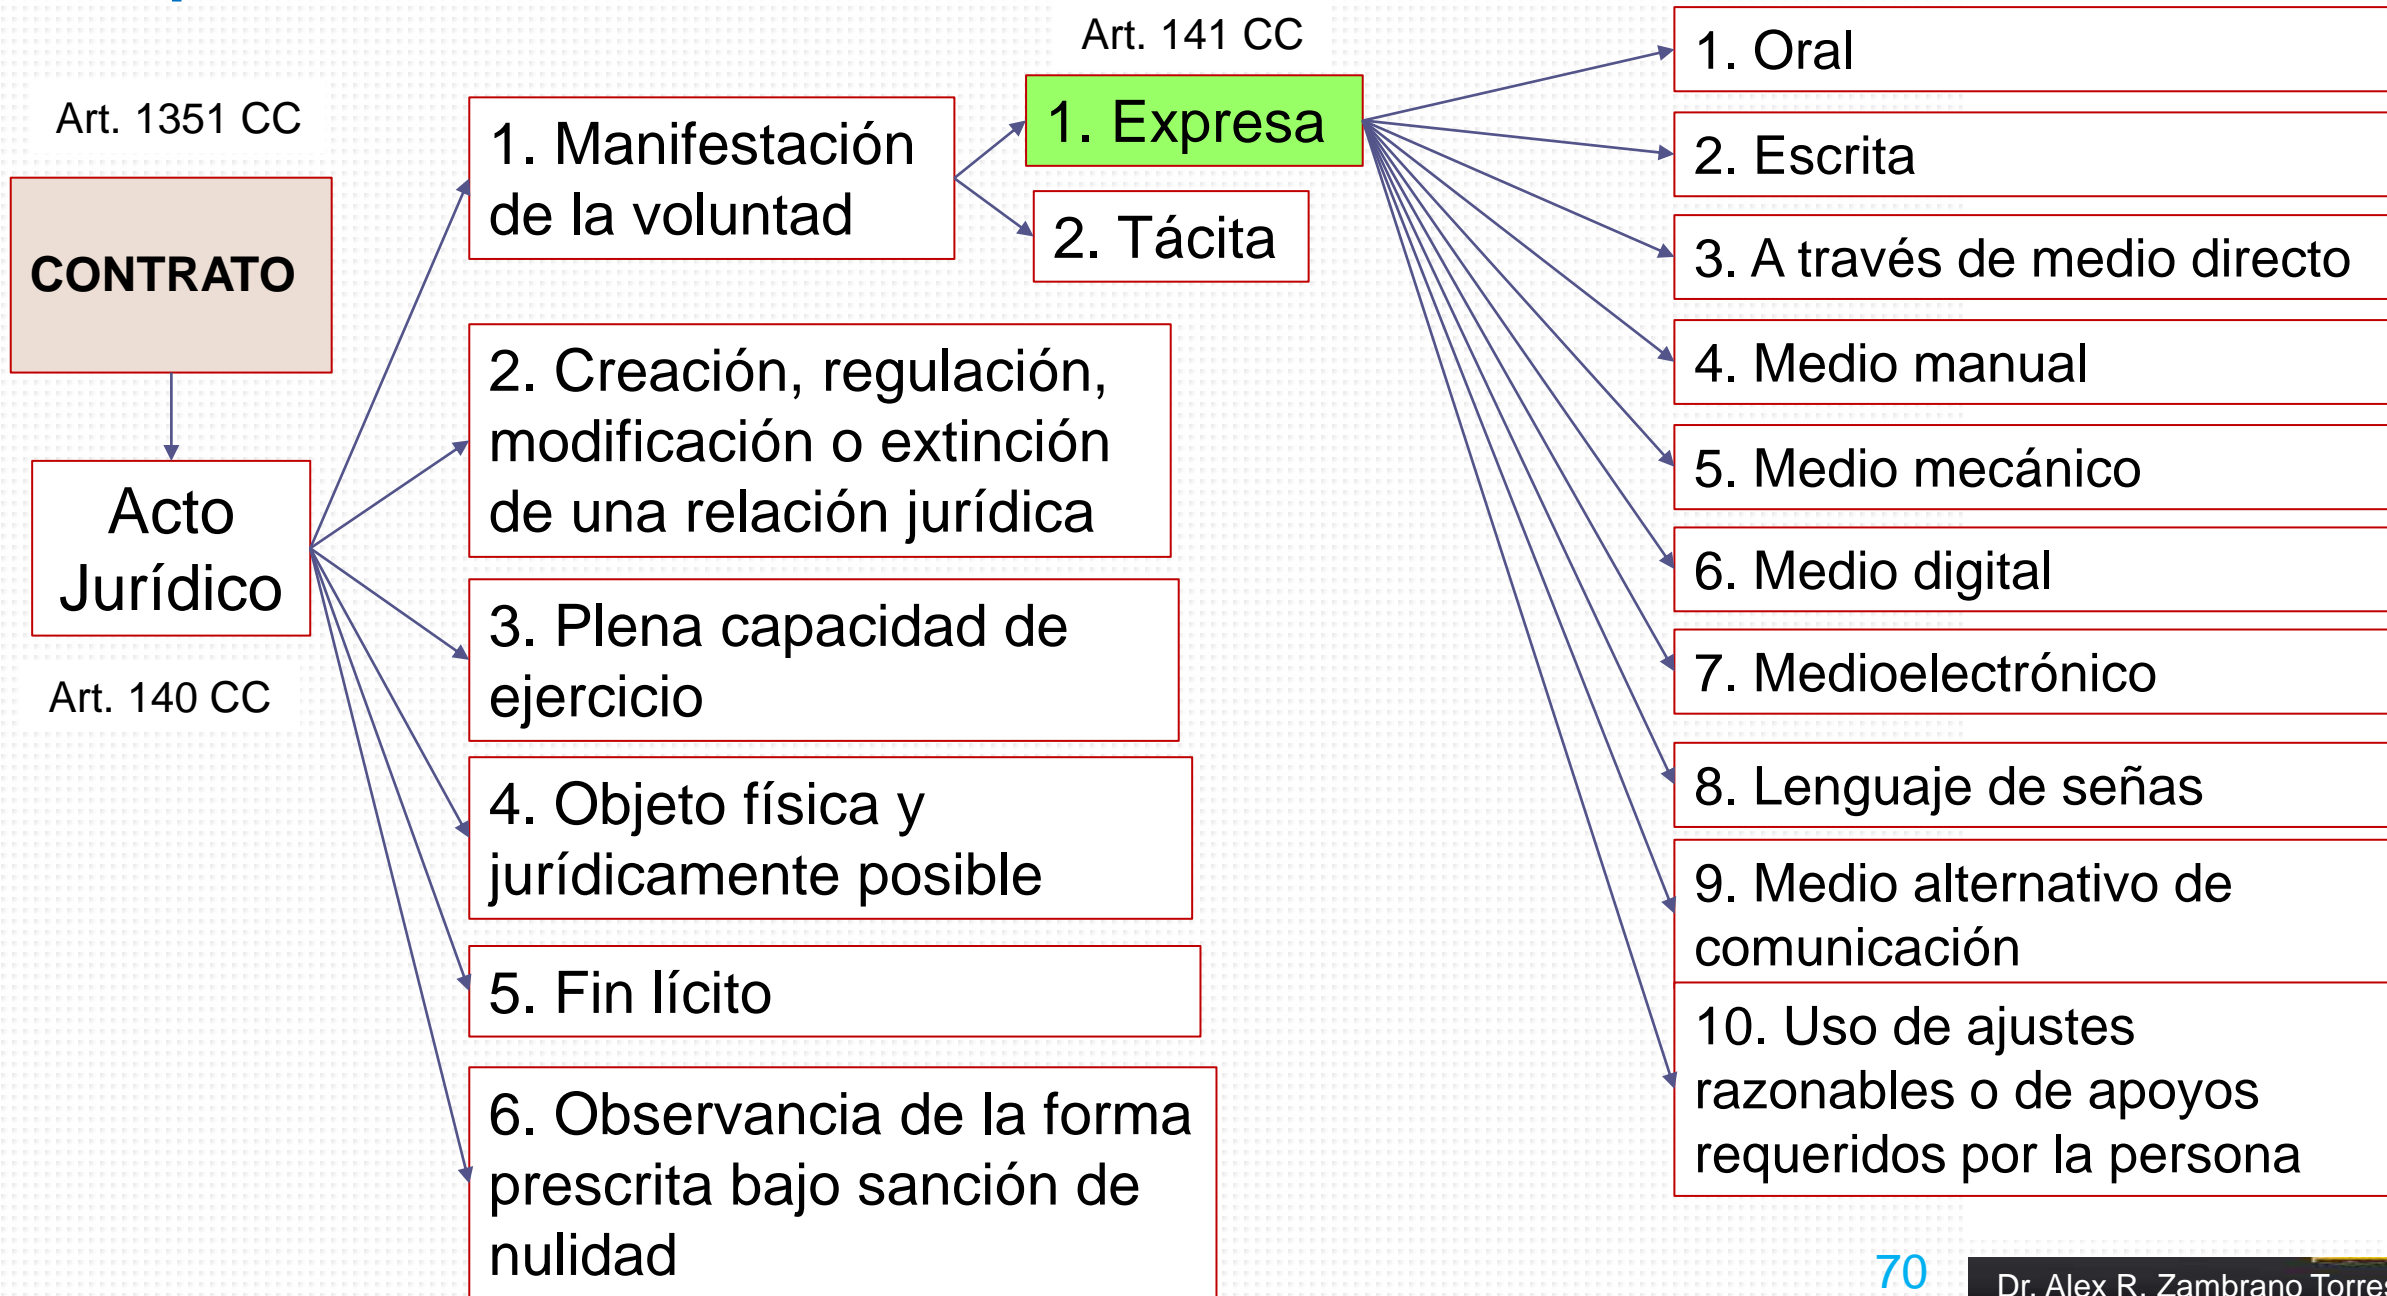 Art. 1351 CC
CONTRATO
Acto
Jurídico
Art. 140 CC
1. Manifestación
de la voluntad
2. Creación, regulación,
modificación o extinción
de una relación jurídica
3. Plena capacidad de
ejercicio
4. Objeto física y
jurídicamente posible
5. Fin lícito
6. Observancia de la forma
prescrita bajo sanción de
nulidad
Art. 141 CC
1. Expresa
2. Tácita
1. Oral
2. Escrita
3. A través de medio directo
4. Medio manual
5. Medio mecánico
6. Medio digital
7. Medioelectrónico
8. Lenguaje de señas
9. Medio alternativo de
comunicación
10. Uso de ajustes
razonables o de apoyos
requeridos por la persona
70
Dr. Alex R. Zambrano Torres